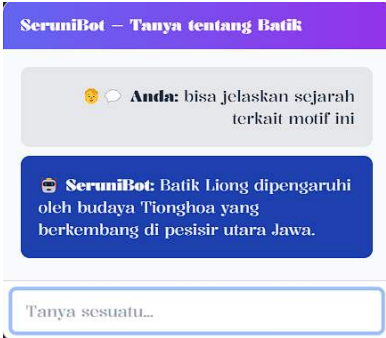 SeruniBot – Tanya tentang Batik
Anda: bisa jelaskan sejarah
terkait motif ini
SeruniBot: Batik Liong dipengaruhi
oleh budaya Tionghoa yang
berkembang di pesisir utara Jawa.
Tanya sesuatu...